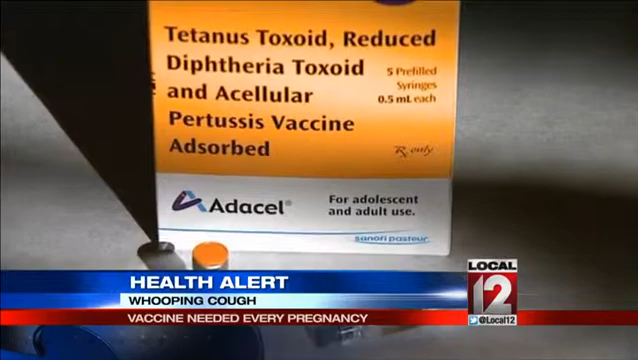 Tetanus Toxoid, Reduced
Diphtheria Toxoid
and Acellular
Pertussis Vaccine
Adsorbed
5 Prefilled
Syringes
0.5 mL each
Rx only
Adacel®
For adolescent
and adult use.
sanofi pasteur
HEALTH ALERT
WHOOPING COUGH
VACCINE NEEDED EVERY PREGNANCY
LOCAL
12
@Local12